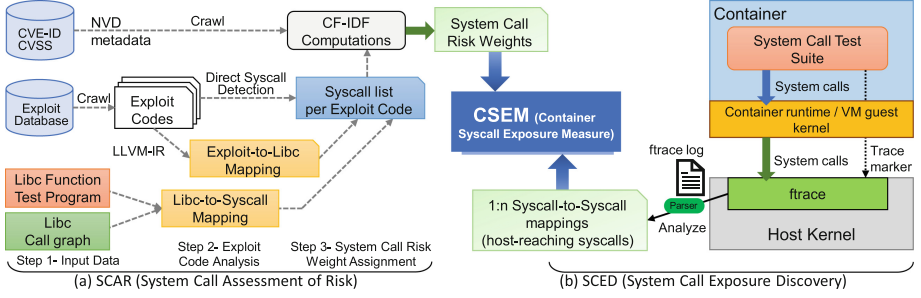 CVE-ID
CVSS
NVD
metadata
Crawl
CF-IDF
Computations
System Call
Risk Weights
Exploit
Database
Crawl
Exploit
Codes
Direct Syscall
Detection
Syscall list
per Exploit Code
LLVM-IR
Exploit-to-Libc
Mapping
Libc Function
Test Program
Libc-to-Syscall
Mapping
Libc
Call graph
Step 1- Input Data
Step 2- Exploit
Code Analysis
Step 3- System Call Risk
Weight Assignment
(a) SCAR (System Call Assessment of Risk)
CSEM (Container
Syscall Exposure Measure)
1:n Syscall-to-Syscall
mappings
(host-reaching syscalls)
ftrace log
Parser
Analyze
Container
System Call Test
Suite
System calls
Container runtime / VM guest
kernel
System calls
Trace
marker
ftrace
Host Kernel
(b) SCED (System Call Exposure Discovery)